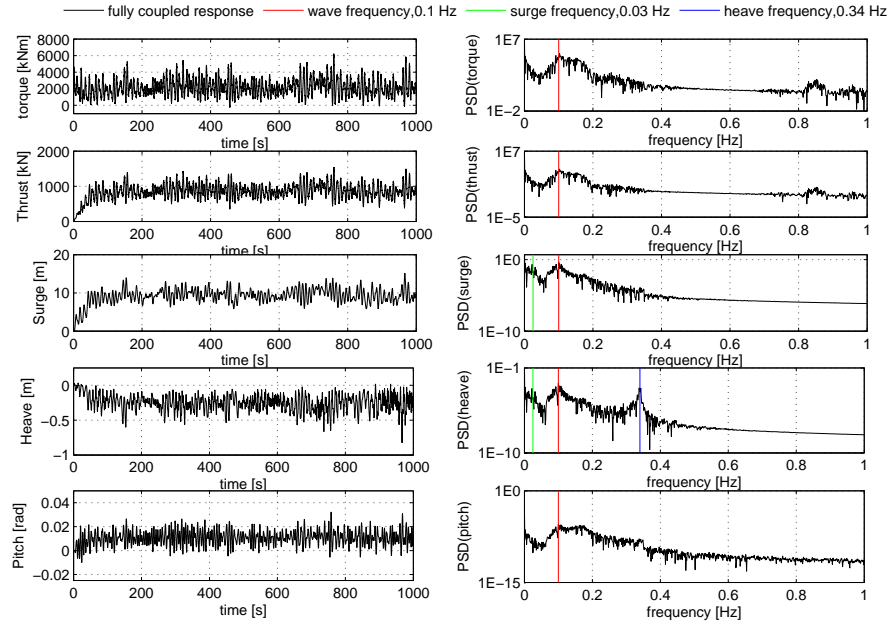 fully coupled response wave frequency,0.1 Hz surge frequency,0.03 Hz heave frequency,0.34 Hz
torque [kNm]
8000
6000
4000
2000
0
0 200 400 600 800 1000
time [s]
PSD(torque)
1E7
1E−2
0 0.2 0.4 0.6 0.8 1
frequency [Hz]
Thrust [kN]
2000
1000
0
0 200 400 600 800 1000
time [s]
PSD(thrust)
1E7
1E−5
0 0.2 0.4 0.6 0.8 1
frequency [Hz]
Surge [m]
20
10
0
0 200 400 600 800 1000
time [s]
PSD(surge)
1E0
1E−10
0 0.2 0.4 0.6 0.8 1
frequency [Hz]
Heave [m]
0
−0.5
−1
0 200 400 600 800 1000
time [s]
PSD(heave)
1E−1
1E−10
0 0.2 0.4 0.6 0.8 1
frequency [Hz]
Pitch [rad]
0.04
0.02
0
−0.02
0 200 400 600 800 1000
time [s]
PSD(pitch)
1E0
1E−15
0 0.2 0.4 0.6 0.8 1
frequency [Hz]